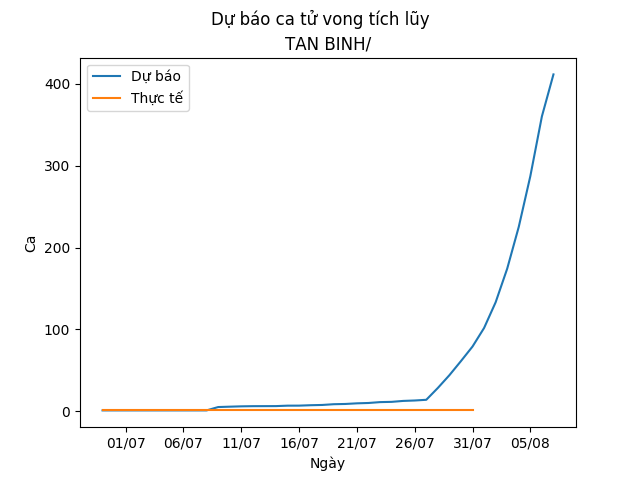 Dự báo ca tử vong tích lũy
TAN BINH/
Dự báo
Thực tế
400
300
200
100
0
Ca
01/07 06/07 11/07 16/07 21/07 26/07 31/07 05/08
Ngày